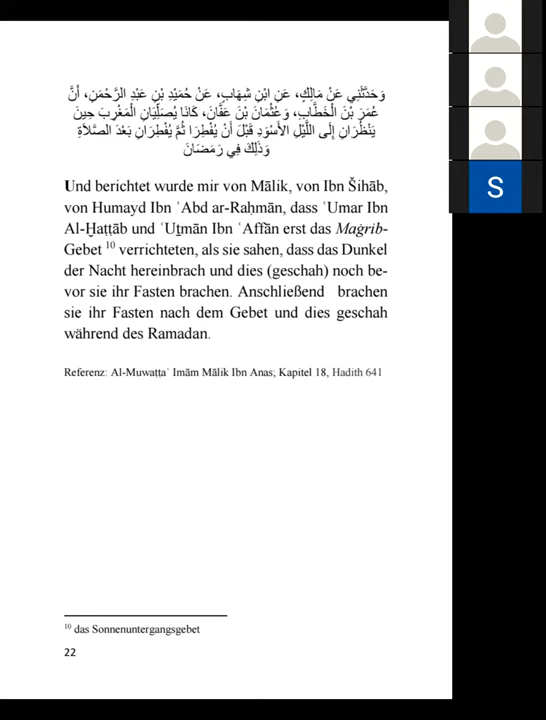 وَحَدَّثَنِي عَنْ مَالِكٍ، عَنِ ابْنِ شِهَابٍ، عَنْ حُمَيْدِ بْنِ عَبْدِ الرَّحْمَنِ، أَنَّ
عُمَرَ بْنَ الْخَطَّابِ، وَعُثْمَانَ بْنَ عَفَّانَ، كَانَا يُصَلِّيَانِ الْمَغْرِبَ حِينَ
يَنْظُرَانِ إِلَى اللَّيْلِ الأَسْوَدِ قَبْلَ أَنْ يُفْطِرَا ثُمَّ يُفْطِرَانِ بَعْدَ الصَّلاَةِ
وَذَلِكَ فِي رَمَضَانَ
Und berichtet wurde mir von Mālik, von Ibn Šihāb,
von Humayd Ibn ʿAbd ar-Raḥmān, dass ʿUmar Ibn
Al-Ḫaṭṭāb und ʿUṯmān Ibn ʿAffān erst das Maġrib-
Gebet 10 verrichteten, als sie sahen, dass das Dunkel
der Nacht hereinbrach und dies (geschah) noch be-
vor sie ihr Fasten brachen. Anschließend brachen
sie ihr Fasten nach dem Gebet und dies geschah
während des Ramadan.
Referenz: Al-Muwaṭṭaʾ Imām Mālik Ibn Anas; Kapitel 18, Hadith 641
10 das Sonnenuntergangsgebet
22
S